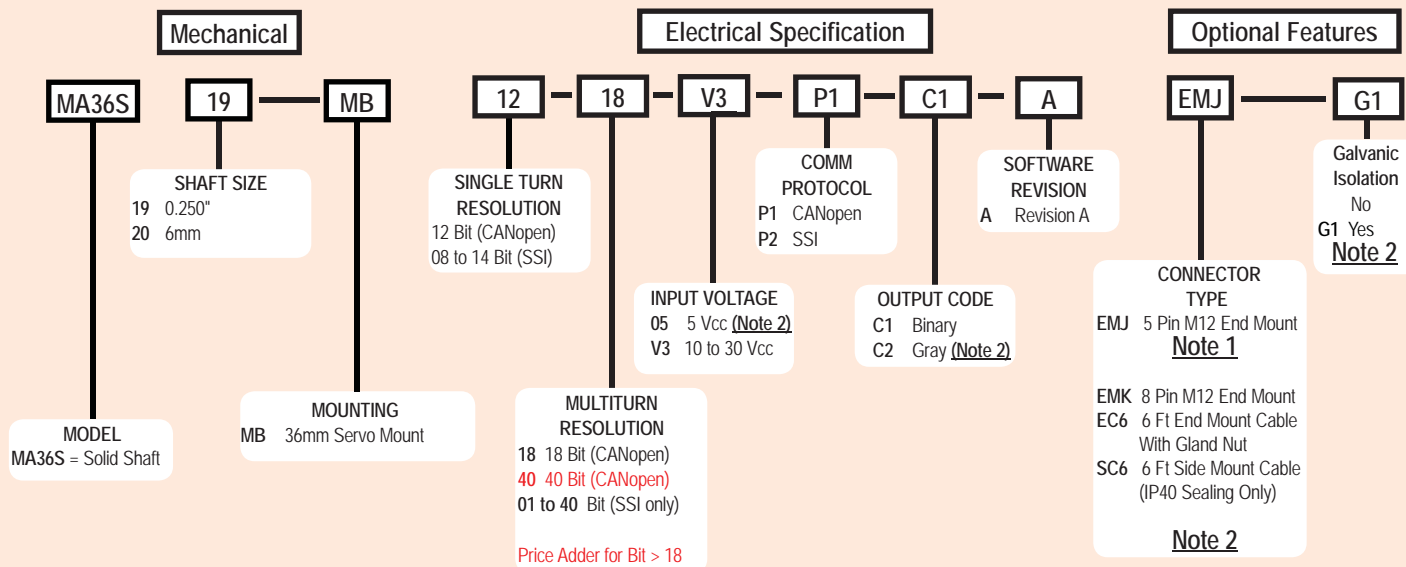 Mechanical
Electrical Specification
Optional Features
MA36S
19
MB
12
18
V3
P1
C1
A
EMJ
G1
SHAFT SIZE
19 0.250"
20 6mm
SINGLE TURN
RESOLUTION
12 Bit (CANopen)
08 to 14 Bit (SSI)
COMM
PROTOCOL
P1 CANopen
P2 SSI
SOFTWARE
REVISION
A Revision A
Galvanic
Isolation
No
G1 Yes
Note 2
INPUT VOLTAGE
05 5 Vcc (Note 2)
V3 10 to 30 Vcc
OUTPUT CODE
C1 Binary
C2 Gray (Note 2)
CONNECTOR
TYPE
EMJ 5 Pin M12 End Mount
Note 1
EMK 8 Pin M12 End Mount
EC6 6 Ft End Mount Cable
With Gland Nut
SC6 6 Ft Side Mount Cable
(IP40 Sealing Only)
Note 2
MODEL
MA36S = Solid Shaft
MOUNTING
MB 36mm Servo Mount
MULTITURN
RESOLUTION
18 18 Bit (CANopen)
40 40 Bit (CANopen)
01 to 40 Bit (SSI only)
Price Adder for Bit > 18